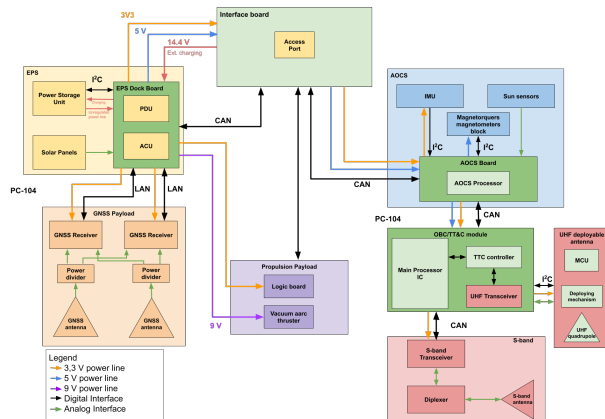 3V3
5 V
14.4 V
Ext. charging
Interface board
Access
Port
EPS
I²C
EPS Dock Board
Power Storage
Unit
Charging
Unregulated
power line
PDU
ACU
Solar Panels
CAN
AOCS
IMU
Sun sensors
Magnetorquers
magnetometers
block
I²C
I²C
AOCS Board
AOCS Processor
CAN
PC-104
LAN
LAN
PC-104
CAN
GNSS Payload
GNSS Receiver
GNSS Receiver
Power
divider
Power
divider
GNSS
antenna
GNSS
antenna
OBC/TT&C module
Main Processor
IC
TTC controller
UHF Transceiver
I²C
UHF deployable
antenna
MCU
Deploying
mechanism
UHF
quadrupole
Propulsion Payload
Logic board
Vacuum aarc
thruster
9 V
CAN
S-band
S-band
Transceiver
Diplexer
S-band
antenna
Legend
3,3 V power line
5 V power line
9 V power line
Digital Interface
Analog Interface